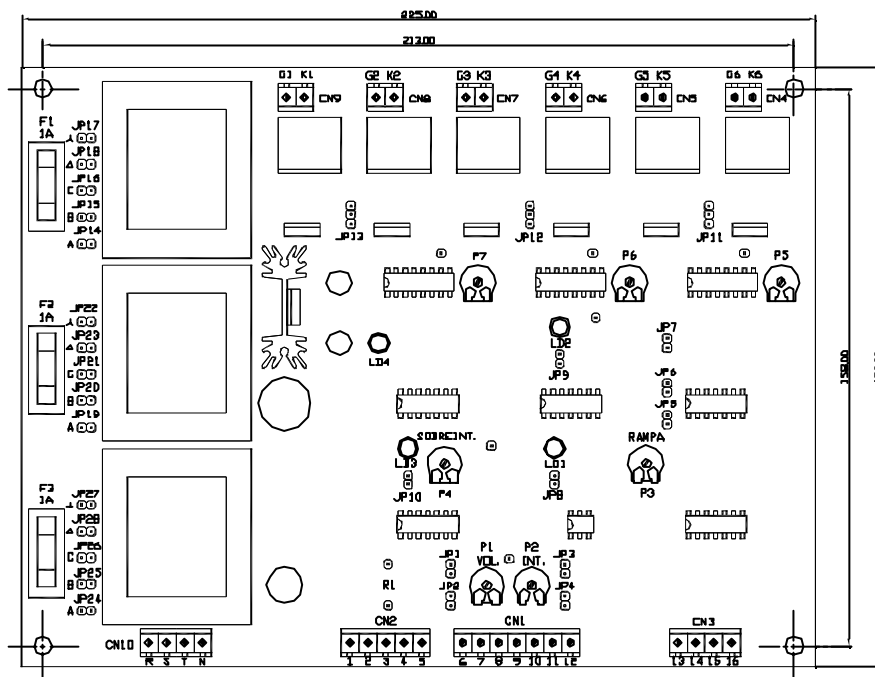 225.00
213.00
G1 K1 G2 K2 G3 K3 G4 K4 G5 K5 G6 K6
CN9 CN8 CN7 CN6 CN5 CN4
F1
1A
JP17
JP18
JP16
C
JP15
B
JP14
A
JP13 JP12 JP11
P7 P6 P5
F2
1A
JP22
JP23
JP21
C
JP20
B
JP19
A
LD4
LD2
JP9
JP7
JP6
JP5
158.00
SOBREINT.
LD3
JP10
P4
LD1
JP8
RAMPA
P3
F3
1A
JP27
JP28
JP26
C
JP25
B
JP24
A
R1
JP1
JP2
P1
VOL.
P2
INT.
JP3
JP4
CN10
R S T N
CN2
1 2 3 4 5
CN1
6 7 8 9 10 11 12
CN3
13 14 15 16